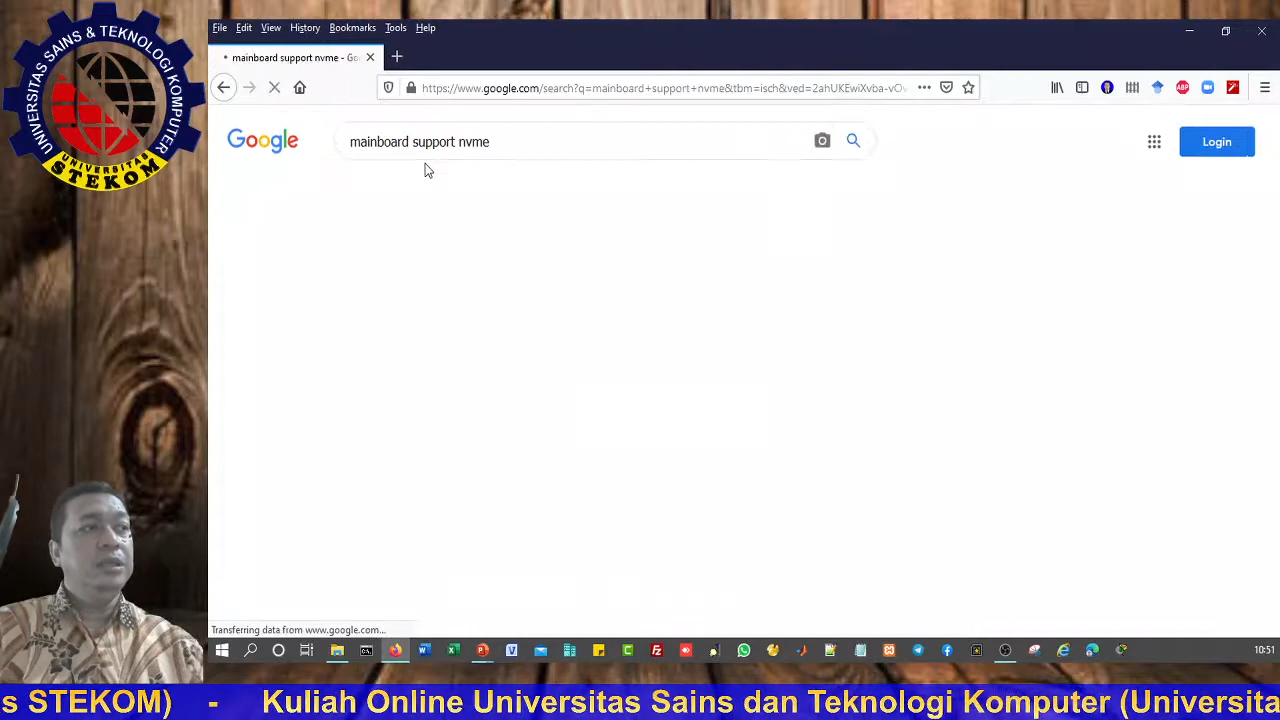 File Edit View History Bookmarks Tools Help
mainboard support nvme - Go
https://www.google.com/search?q=mainboard+support+nvme&tbm=isch&ved=2ahUKEwiXv
ABP
Google
mainboard support nvme
Login
UNIVERSITAS SAINS & TEKNOLOGI KOMPUTER
UNIVERSITAS
STEKOM
Transferring data from www.google.com...
10:51
s STEKOM) - Kuliah Online Universitas Sains dan Teknologi Komputer (Universita